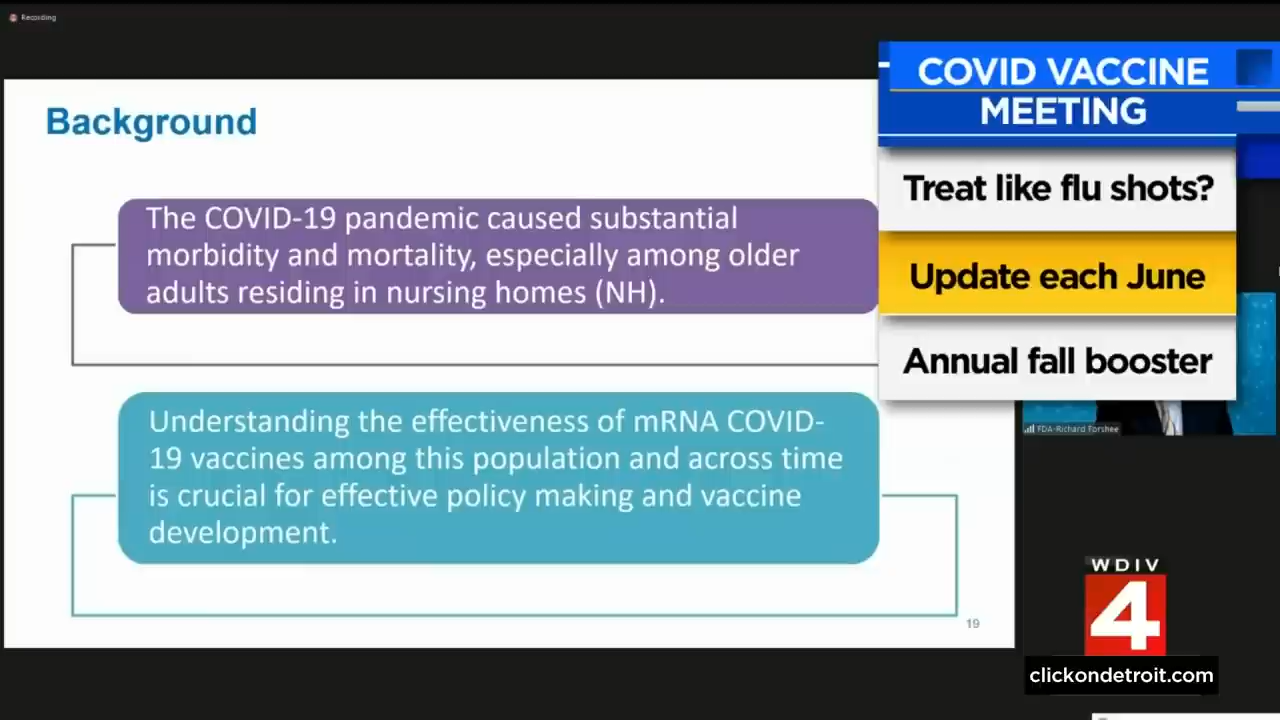 Recording
Background
The COVID-19 pandemic caused substantial
morbidity and mortality, especially among older
adults residing in nursing homes (NH).
Understanding the effectiveness of mRNA COVID-
19 vaccines among this population and across time
is crucial for effective policy making and vaccine
development.
19
COVID VACCINE
MEETING
Treat like flu shots?
Update each June
Annual fall booster
FDA-Richard Forshee
WDIV
4
clickondetroit.com